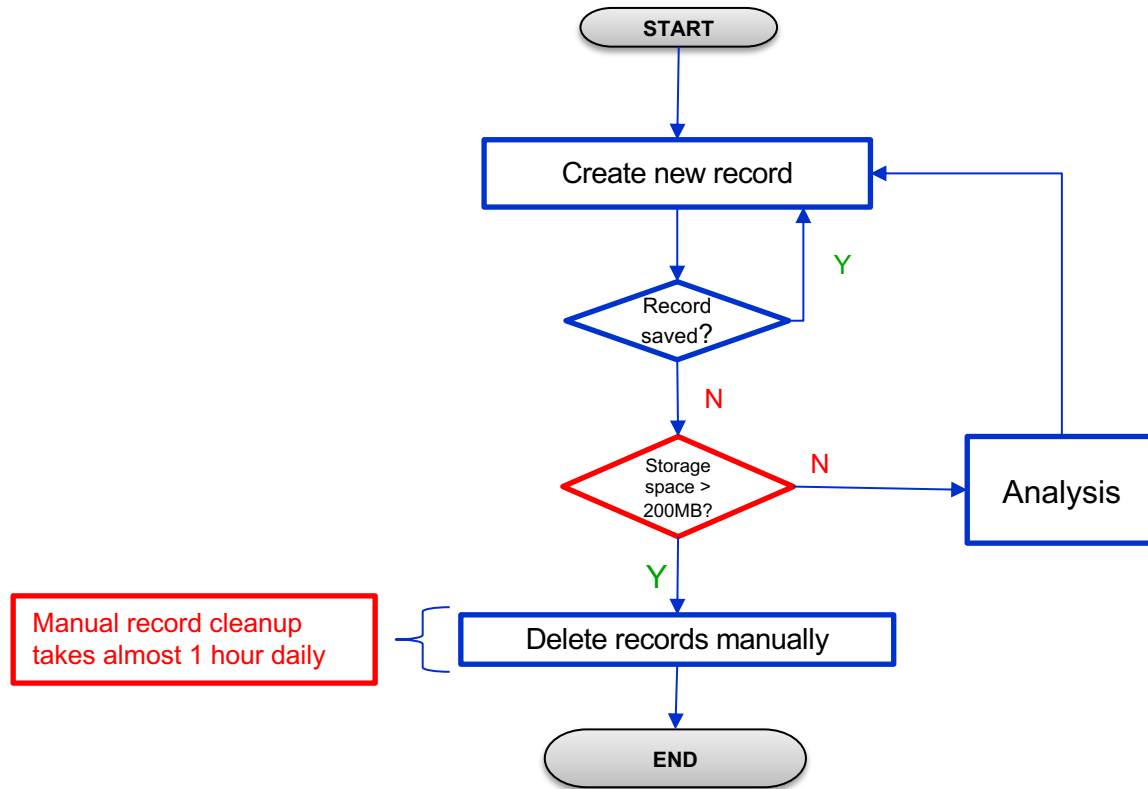 START
Create new record
Y
Record
saved?
N
Storage
space >
200MB?
N
Analysis
Y
Manual record cleanup
takes almost 1 hour daily
Delete records manually
END